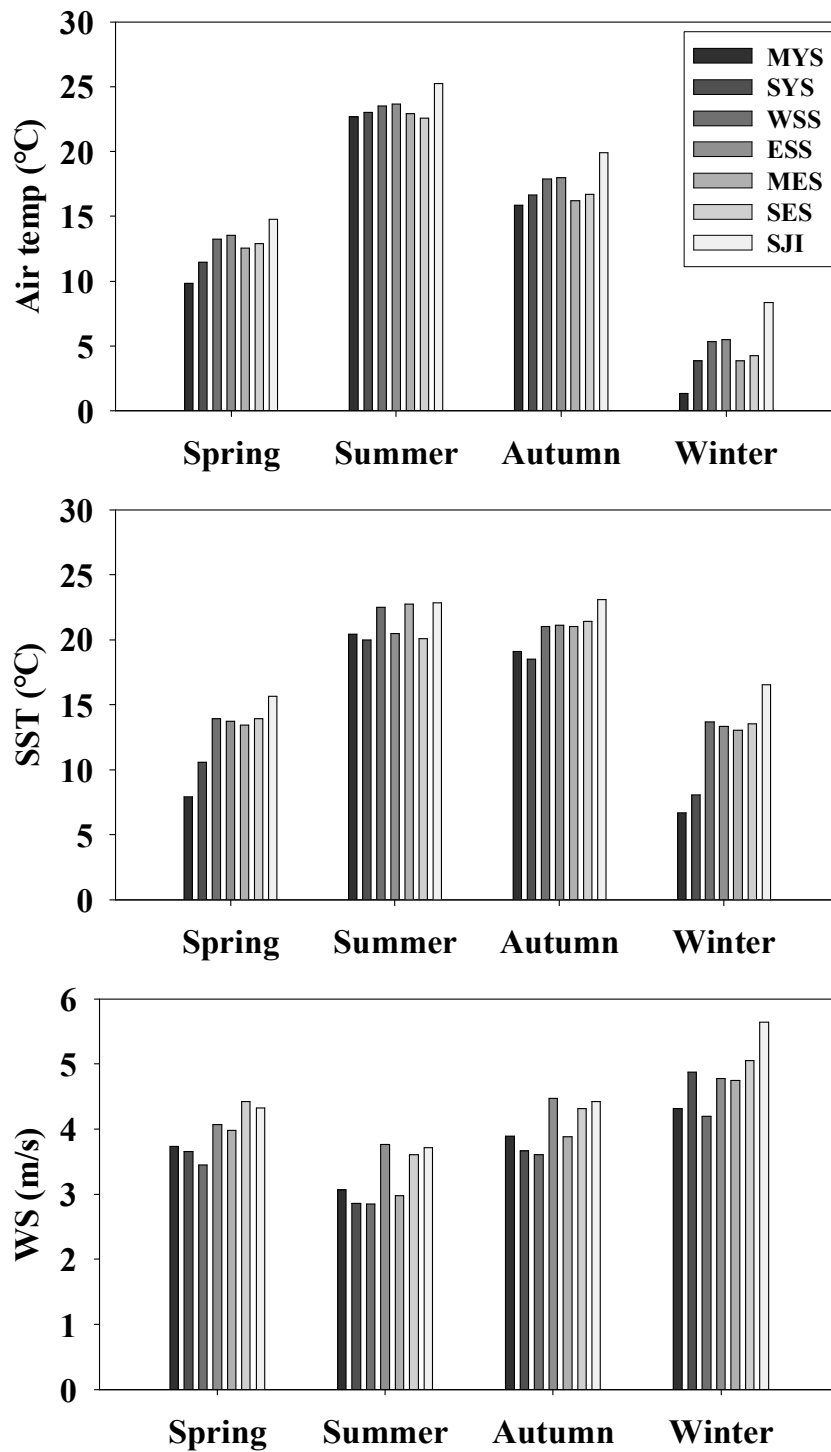 Air temp (°C)
30
25
20
15
10
5
0
Spring Summer Autumn Winter
MYS
SYS
WSS
ESS
MES
SES
SJI
SST (°C)
30
25
20
15
10
5
0
Spring Summer Autumn Winter
WS (m/s)
6
5
4
3
2
1
0
Spring Summer Autumn Winter